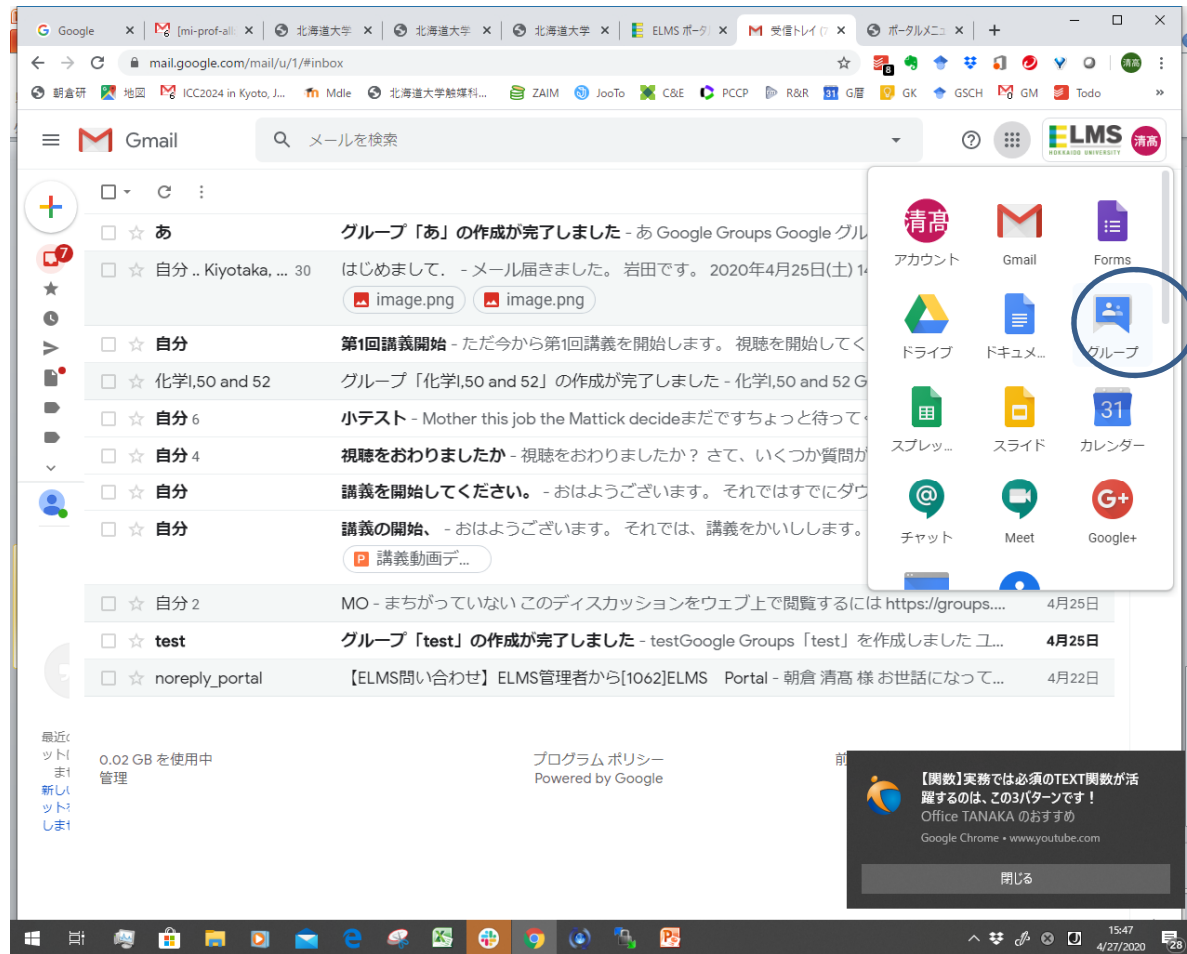 Google
[mi-prof-all
北海道大学
北海道大学
北海道大学
ELMS ポータ
受信トレイ (7
ポータルメニュ
mail.google.com/mail/u/1/#inbox
8
清高
朝倉研
地図
ICC2024 in Kyoto, J...
Mdle
北海道大学触媒科...
ZAIM
JooTo
C&E
PCCP
R&R
31 G暦
GK
GSCH
GM
Todo
»
Gmail
メールを検索
ELMS
HOKKAIDO UNIVERSITY
清高
7
あ
グループ「あ」の作成が完了しました - あ Google Groups Google グル
自分 .. Kiyotaka, ... 30
はじめまして． - メール届きました。 岩田です。 2020年4月25日(土) 14
image.png
image.png
自分
第1回講義開始 - ただ今から第1回講義を開始します。 視聴を開始してく
化学I,50 and 52
グループ「化学I,50 and 52」の作成が完了しました - 化学I,50 and 52 G
自分 6
小テスト - Mother this job the Mattick decideまだですちょっと待って
自分 4
視聴をおわりましたか - 視聴をおわりましたか？ さて、いくつか質問が
自分
講義を開始してください。 - おはようございます。 それではすでにダウ
自分
講義の開始、 - おはようございます。 それでは、講義をかいしします。
講義動画デ...
自分 2
MO - まちがっていない このディスカッションをウェブ上で閲覧するには https://groups....
4月25日
test
グループ「test」の作成が完了しました - testGoogle Groups「test」を作成しました ユ...
4月25日
noreply_portal
【ELMS問い合わせ】ELMS管理者から[1062]ELMS Portal - 朝倉 清髙 様 お世話になって...
4月22日
清髙
アカウント
Gmail
Forms
ドライブ
ドキュメ...
グループ
スプレッ...
スライド
31
カレンダー
チャット
Meet
G+
Google+
最近
ット
ま
新し
ット
しま
0.02 GB を使用中
管理
プログラム ポリシー
Powered by Google
前
【関数】実務では必須のTEXT関数が活
躍するのは、この3パターンです！
Office TANAKA のおすすめ
Google Chrome • www.youtube.com
閉じる
15:47
4/27/2020
28